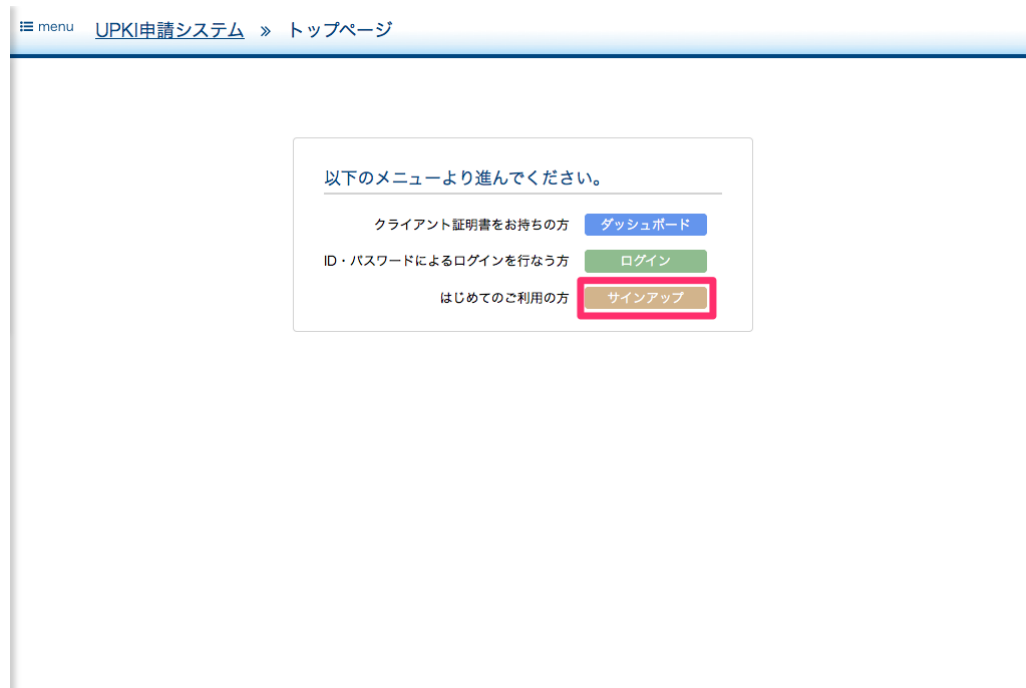 menu UPKI申請システム » トップページ
以下のメニューより進んでください。
クライアント証明書をお持ちの方 ダッシュボード
ID・パスワードによるログインを行なう方 ログイン
はじめてのご利用の方 サインアップ